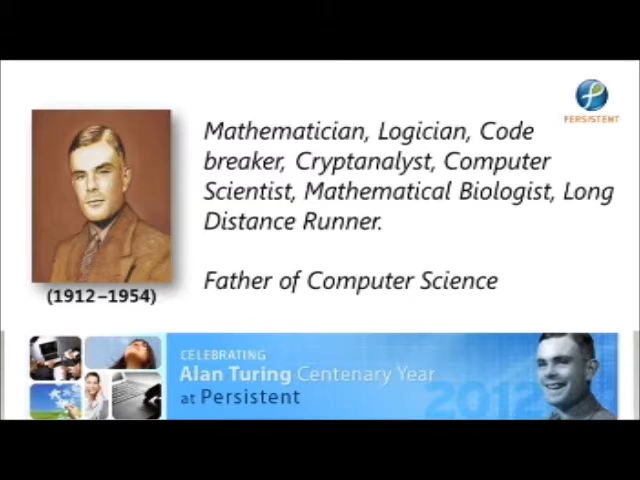 PERSISTENT
Mathematician, Logician, Code
breaker, Cryptanalyst, Computer
Scientist, Mathematical Biologist, Long
Distance Runner.
Father of Computer Science
(1912–1954)
CELEBRATING
Alan Turing Centenary Year
at Persistent
2012